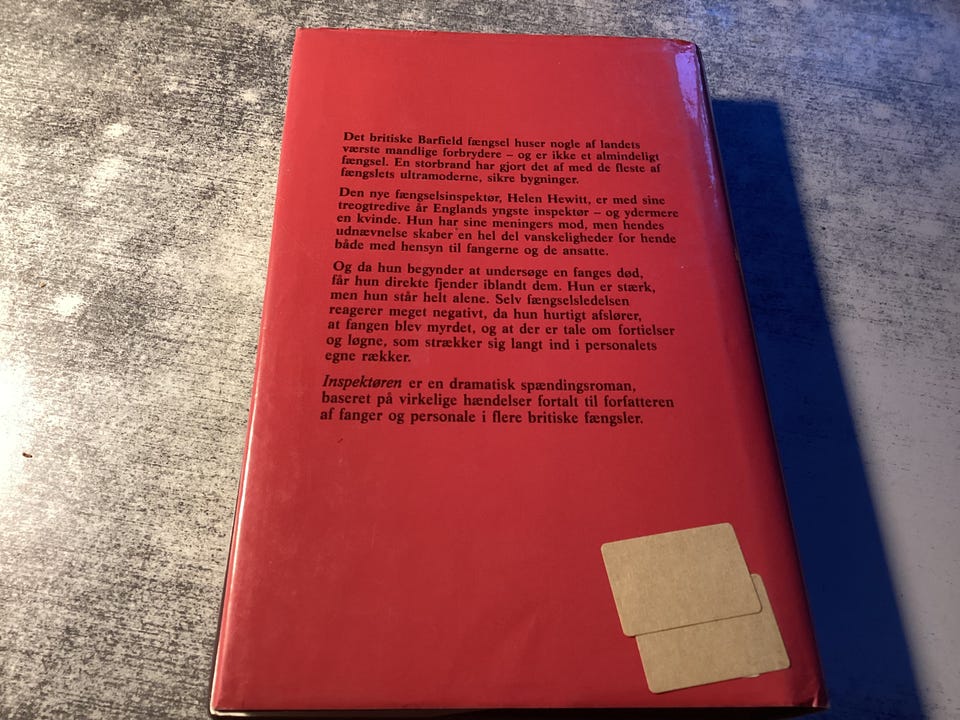 Det britiske Barfield fængsel huser nogle af landets
værste mandlige forbrydere – og er ikke et almindeligt
fængsel. En storbrand har gjort det af med de fleste af
fængslets ultramoderne, sikre bygninger.
Den nye fængselsinspektør, Helen Hewitt, er med sine
treogtredive år Englands yngste inspektør – og ydermere
en kvinde. Hun har sine meningers mod, men hendes
udnævnelse skaber en hel del vanskeligheder for hende
både med hensyn til fangerne og de ansatte.
Og da hun begynder at undersøge en fanges død,
får hun direkte fjender iblandt dem. Hun er stærk,
men hun står helt alene. Selv fængselsledelsen
reagerer meget negativt, da hun hurtigt afslører,
at fangen blev myrdet, og at der er tale om fortielser
og løgne, som strækker sig langt ind i personalets
egne rækker.
Inspektøren er en dramatisk spændingsroman,
baseret på virkelige hændelser fortalt til forfatteren
af fanger og personale i flere britiske fængsler.